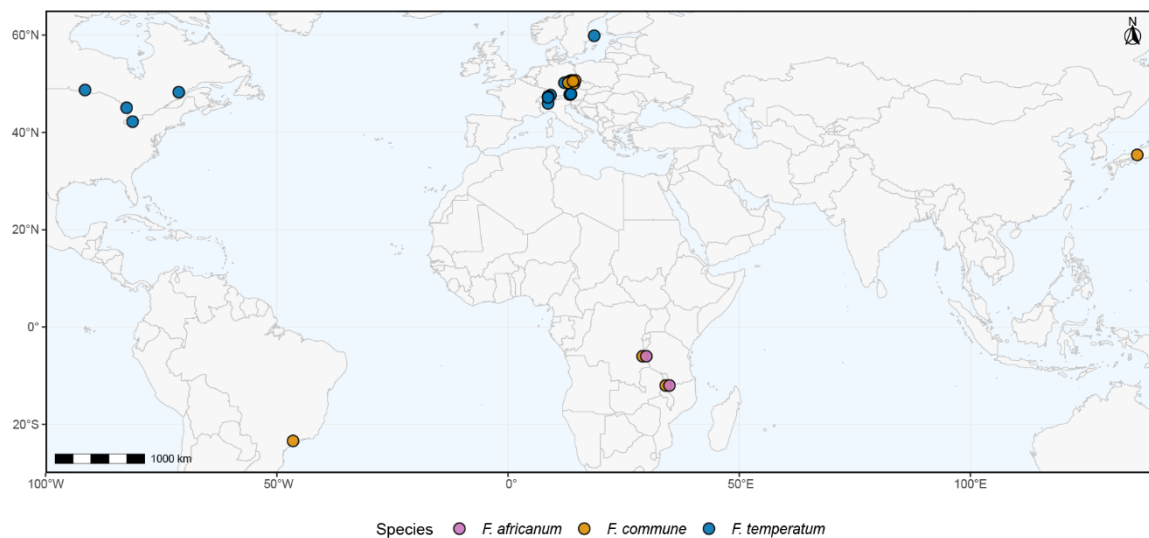 60°N
N
40°N
20°N
0°
20°S
1000 km
100°W 50°W 0° 50°E 100°E
Species F. africanum F. commune F. temperatum